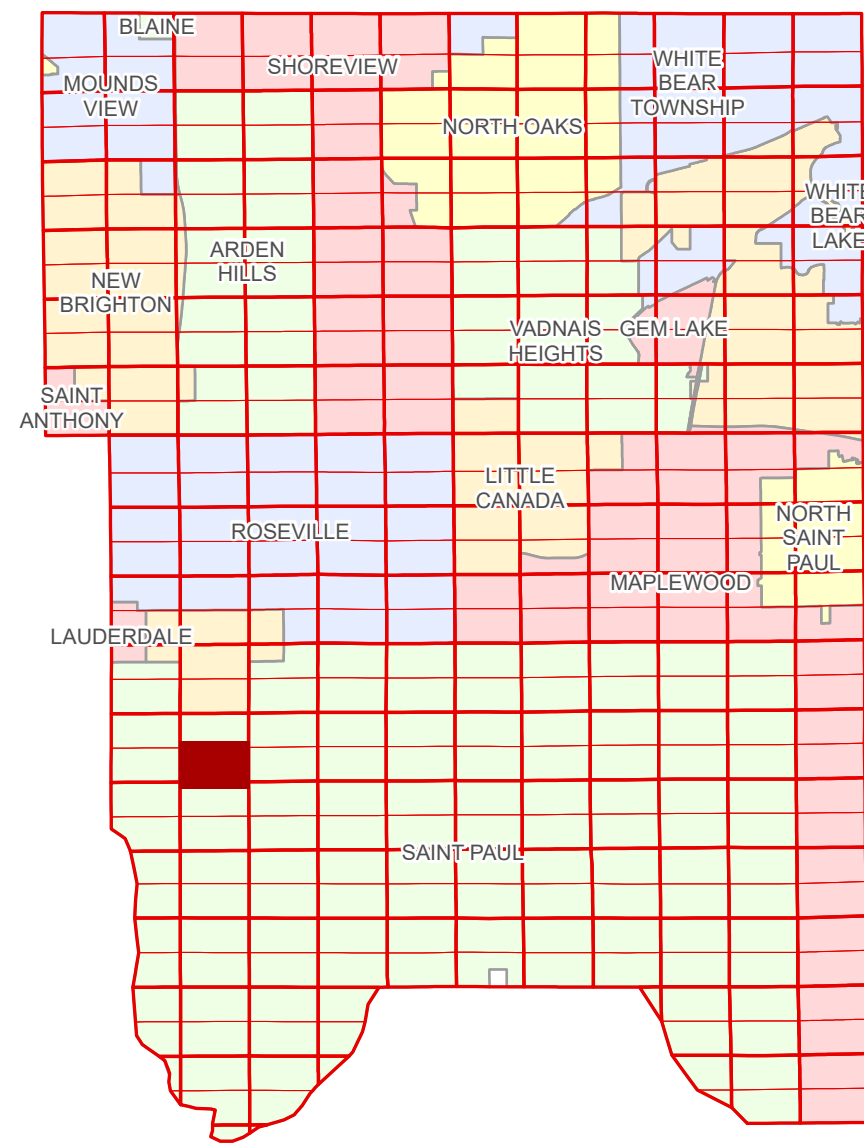 BLAINE
SHOREVIEW
WHITE
BEAR
TOWNSHIP
MOUNDS
VIEW
NORTH OAKS
WHITE
BEAR
LAKE
ARDEN
HILLS
NEW
BRIGHTON
VADNAIS
HEIGHTS
GEM LAKE
SAINT
ANTHONY
LITTLE
CANADA
NORTH
SAINT
PAUL
ROSEVILLE
MAPLEWOOD
LAUDERDALE
SAINT PAUL